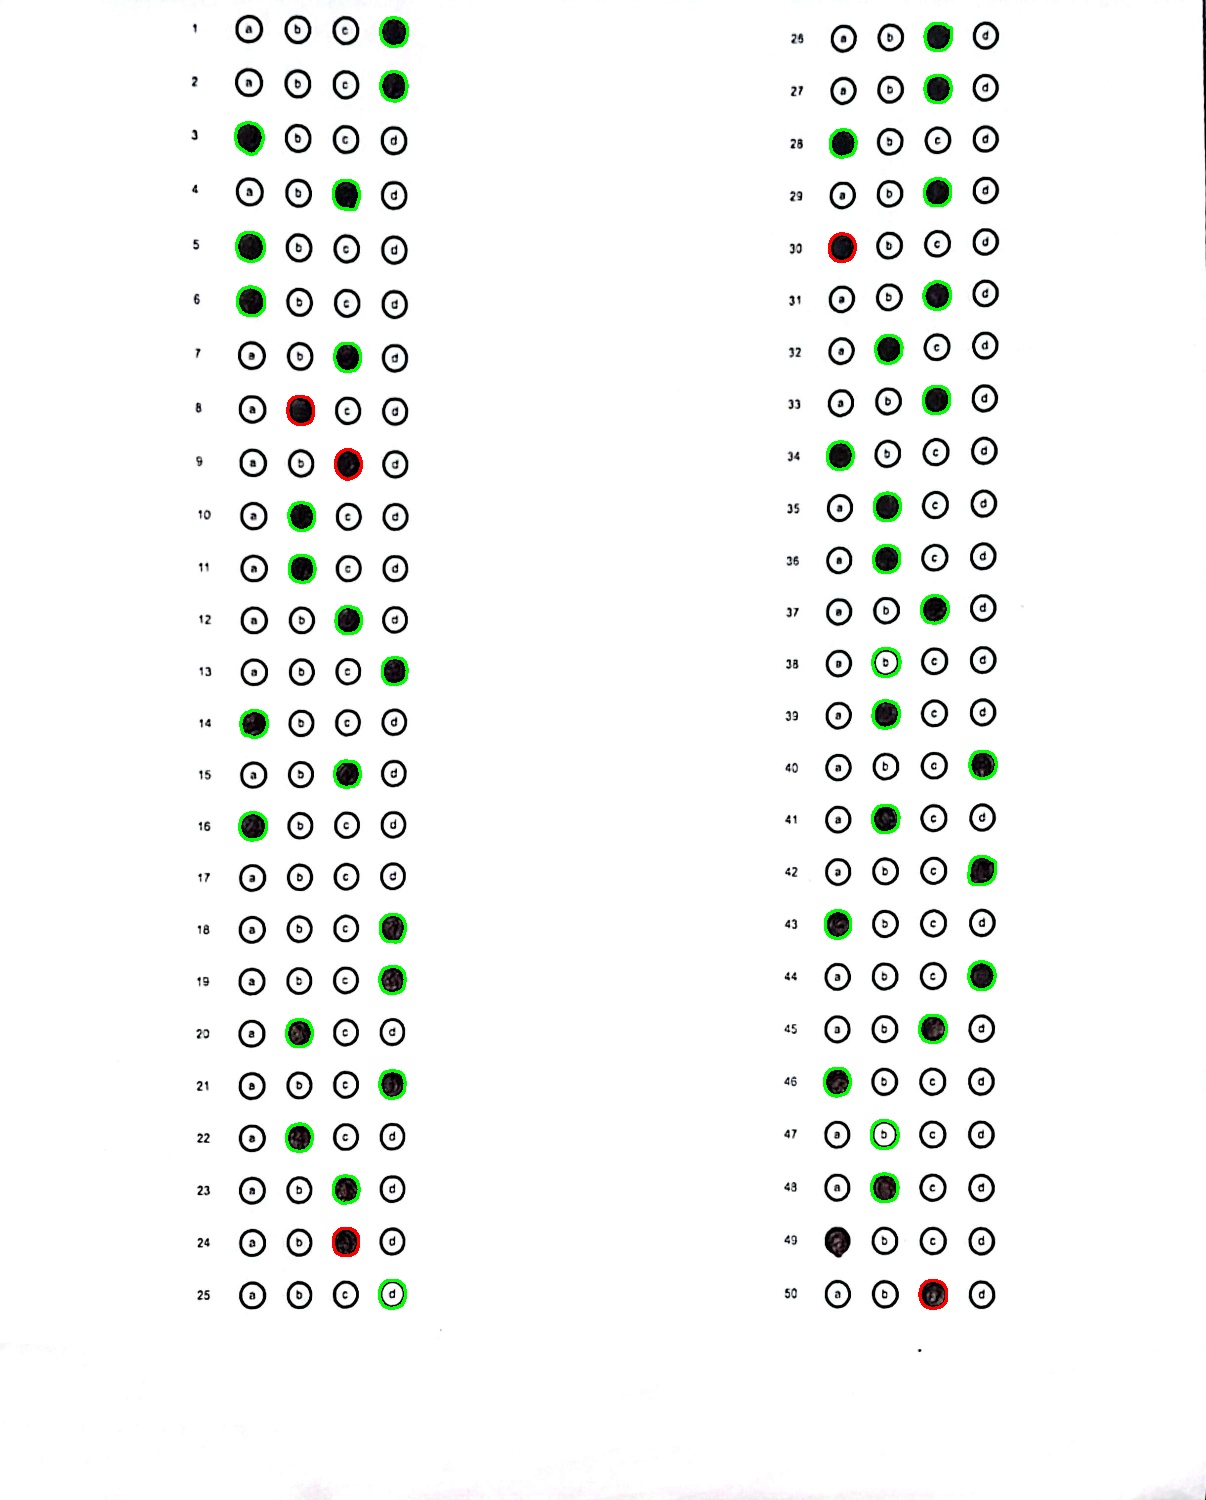 1 a b c
2 a b c
3 b c d
4 a b d
5 b c d
6 b c d
7 a b d
8 a c d
9 a b d
10 a c d
11 a c d
12 a b d
13 a b c
14 b c d
15 a b d
16 b c d
17 a b c d
18 a b c
19 a b c
20 a c d
21 a b c
22 a c d
23 a b d
24 a b d
25 a b c d
26 a b d
27 a b d
28 b c d
29 a b d
30 b c d
31 a b d
32 a c d
33 a b d
34 b c d
35 a c d
36 a c d
37 a b d
38 a b c d
39 a c d
40 a b c
41 a c d
42 a b c
43 b c d
44 a b c
45 a b d
46 b c d
47 a b c d
48 a c d
49 b c d
50 a b d